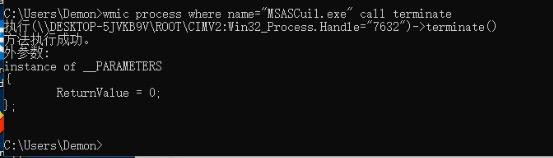 C:\Users\Demon>wmic process where name="MSASCuil.exe" call terminate
执行(\\DESKTOP-5JVKB9V\ROOT\CIMV2:Win32_Process.Handle="7632")->terminate()
方法执行成功。
外参数:
instance of __PARAMETERS
{
        ReturnValue = 0;
};
C:\Users\Demon>